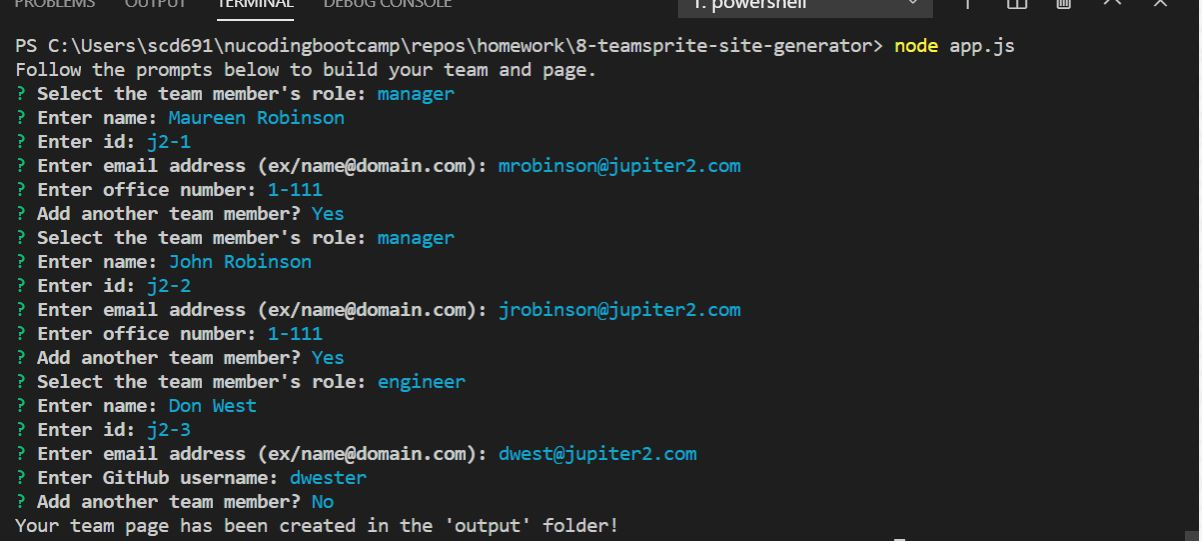 PROBLEMS OUTPUT TERMINAL DEBUG CONSOLE 1: powershell
PS C:\Users\scd691\nucodingbootcamp\repos\homework\8-teamsprite-site-generator> node app.js
Follow the prompts below to build your team and page.
? Select the team member's role: manager
? Enter name: Maureen Robinson
? Enter id: j2-1
? Enter email address (ex/name@domain.com): mrobinson@jupiter2.com
? Enter office number: 1-111
? Add another team member? Yes
? Select the team member's role: manager
? Enter name: John Robinson
? Enter id: j2-2
? Enter email address (ex/name@domain.com): jrobinson@jupiter2.com
? Enter office number: 1-111
? Add another team member? Yes
? Select the team member's role: engineer
? Enter name: Don West
? Enter id: j2-3
? Enter email address (ex/name@domain.com): dwest@jupiter2.com
? Enter GitHub username: dwester
? Add another team member? No
Your team page has been created in the 'output' folder!